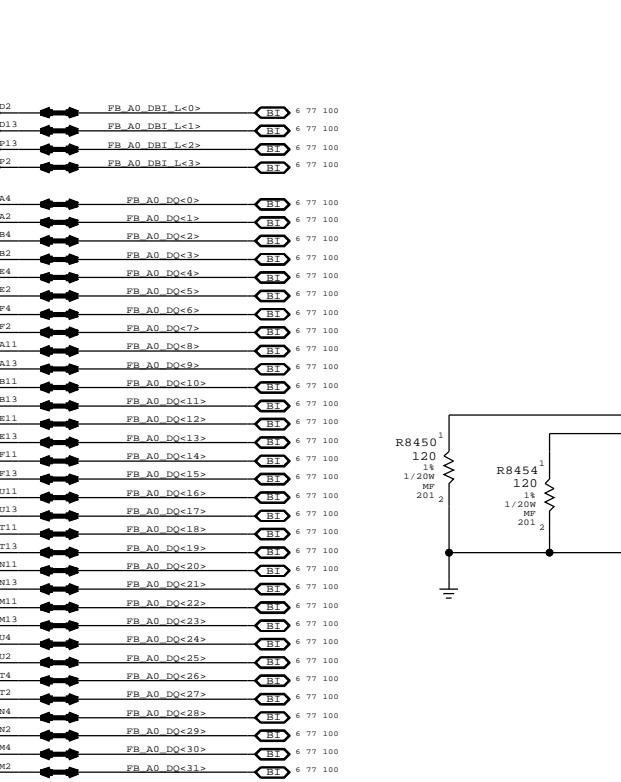 D2 FB_A0_DBI_L<0> BI 6 77 100
D13 FB_A0_DBI_L<1> BI 6 77 100
P13 FB_A0_DBI_L<2> BI 6 77 100
P2 FB_A0_DBI_L<3> BI 6 77 100
A4 FB_A0_DQ<0> BI 6 77 100
A2 FB_A0_DQ<1> BI 6 77 100
B4 FB_A0_DQ<2> BI 6 77 100
B2 FB_A0_DQ<3> BI 6 77 100
E4 FB_A0_DQ<4> BI 6 77 100
E2 FB_A0_DQ<5> BI 6 77 100
F4 FB_A0_DQ<6> BI 6 77 100
F2 FB_A0_DQ<7> BI 6 77 100
A11 FB_A0_DQ<8> BI 6 77 100
A13 FB_A0_DQ<9> BI 6 77 100
B11 FB_A0_DQ<10> BI 6 77 100
B13 FB_A0_DQ<11> BI 6 77 100
E11 FB_A0_DQ<12> BI 6 77 100
E13 FB_A0_DQ<13> BI 6 77 100
F11 FB_A0_DQ<14> BI 6 77 100
F13 FB_A0_DQ<15> BI 6 77 100
U11 FB_A0_DQ<16> BI 6 77 100
U13 FB_A0_DQ<17> BI 6 77 100
T11 FB_A0_DQ<18> BI 6 77 100
T13 FB_A0_DQ<19> BI 6 77 100
N11 FB_A0_DQ<20> BI 6 77 100
N13 FB_A0_DQ<21> BI 6 77 100
M11 FB_A0_DQ<22> BI 6 77 100
M13 FB_A0_DQ<23> BI 6 77 100
U4 FB_A0_DQ<24> BI 6 77 100
U2 FB_A0_DQ<25> BI 6 77 100
T4 FB_A0_DQ<26> BI 6 77 100
T2 FB_A0_DQ<27> BI 6 77 100
N4 FB_A0_DQ<28> BI 6 77 100
N2 FB_A0_DQ<29> BI 6 77 100
M4 FB_A0_DQ<30> BI 6 77 100
M2 FB_A0_DQ<31> BI 6 77 100
R8450 1
120
1%
1/20W
MF
201 2
R8454 1
120
1%
1/20W
MF
201 2